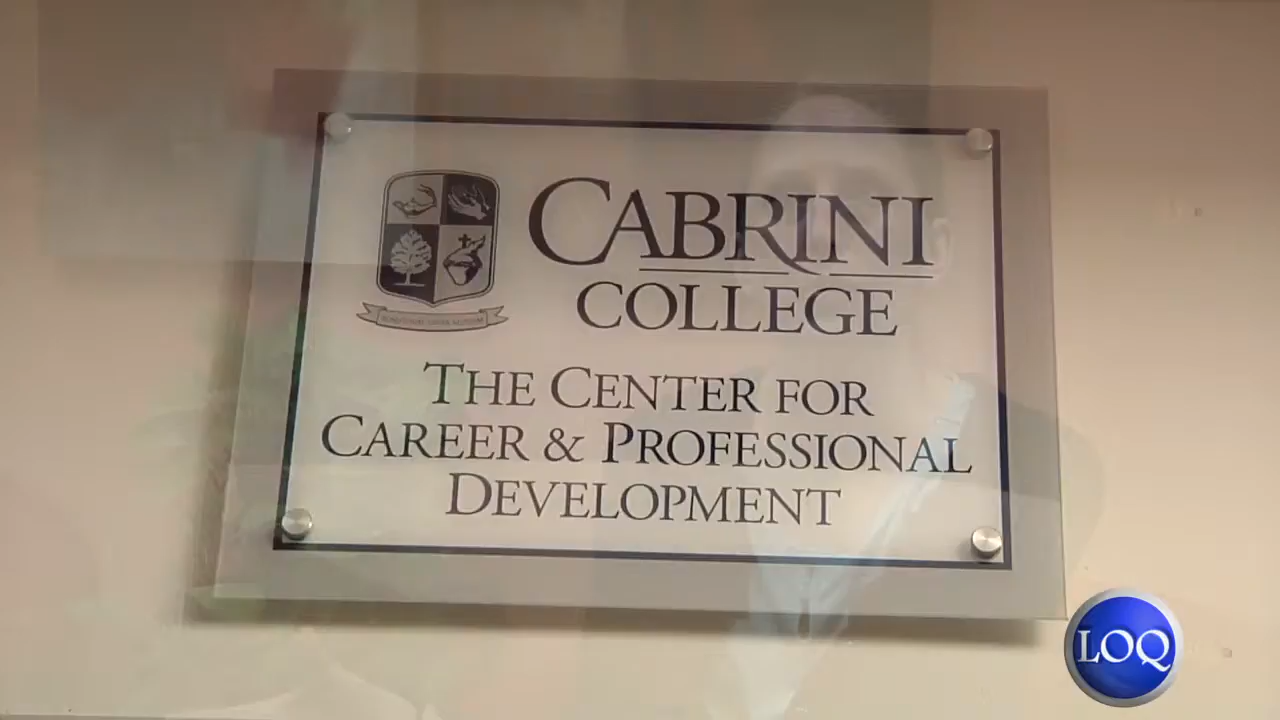 CABRINI
COLLEGE
THE CENTER FOR
CAREER & PROFESSIONAL
DEVELOPMENT
LOQ